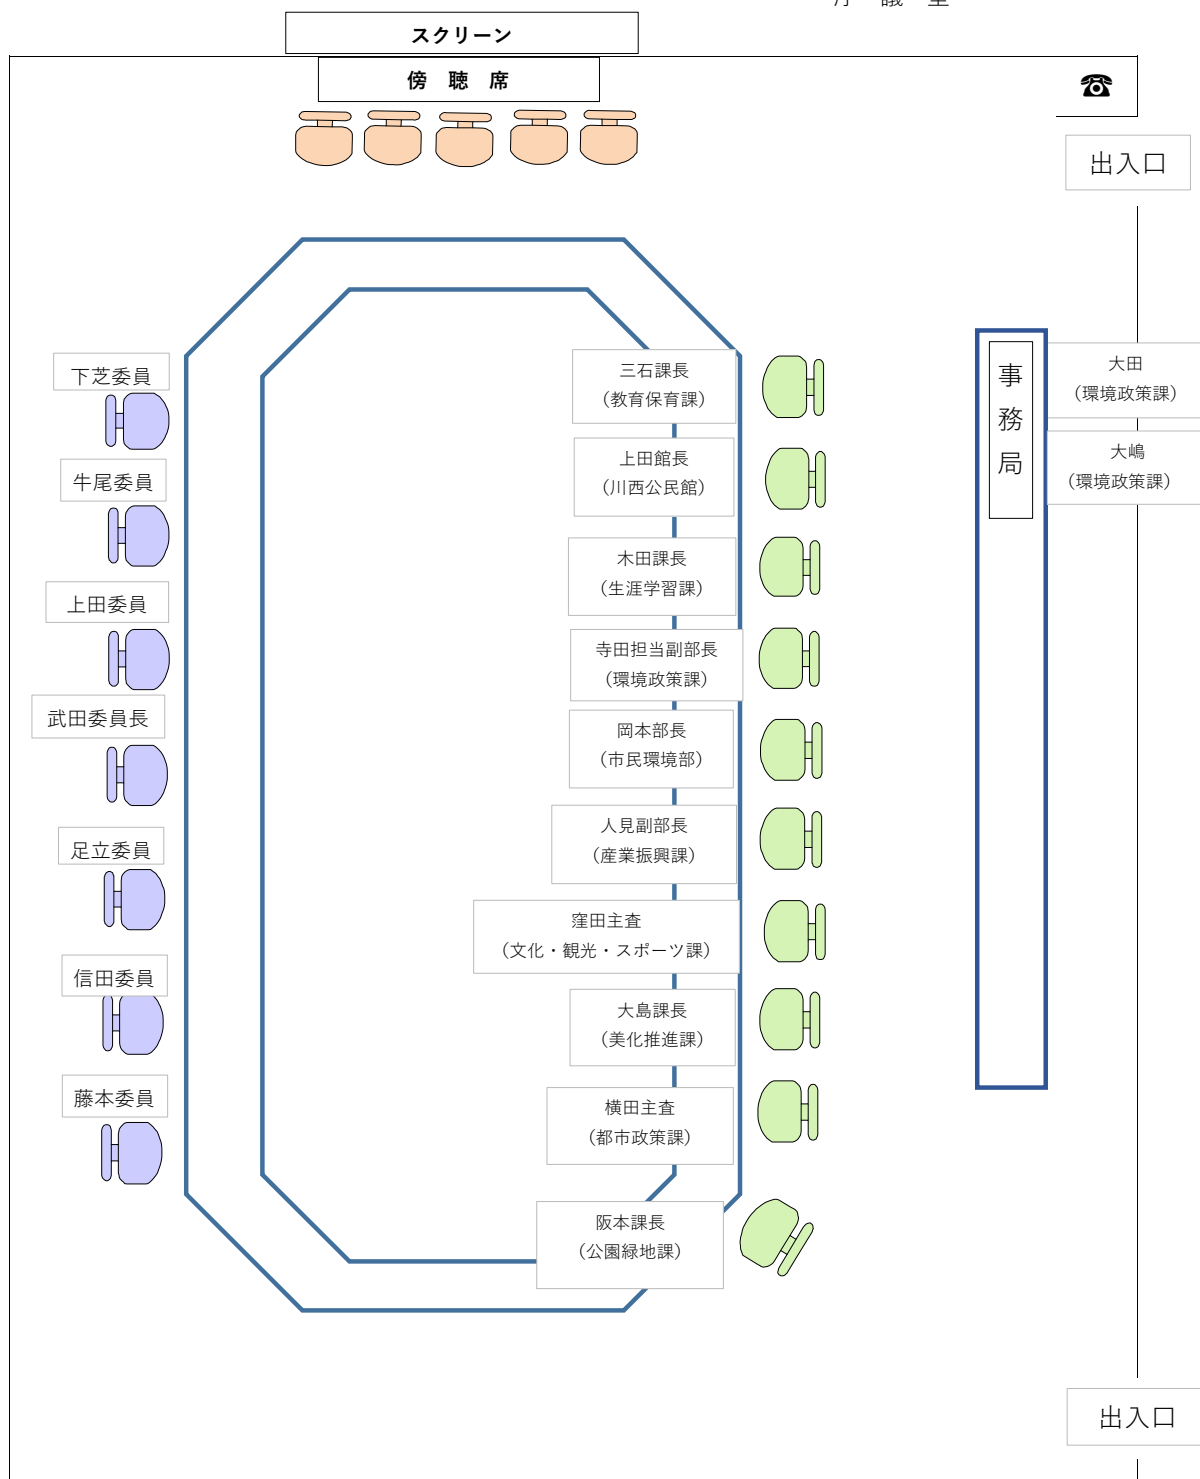 庁 議 室
スクリーン
傍 聴 席
☎
出入口
下芝委員
牛尾委員
上田委員
武田委員長
足立委員
信田委員
藤本委員
三石課長
（教育保育課）
上田館長
（川西公民館）
木田課長
（生涯学習課）
寺田担当副部長
（環境政策課）
岡本部長
（市民環境部）
人見副部長
（産業振興課）
窪田主査
（文化・観光・スポーツ課）
大島課長
（美化推進課）
横田主査
（都市政策課）
阪本課長
（公園緑地課）
事務局
大田
（環境政策課）
大嶋
（環境政策課）
出入口